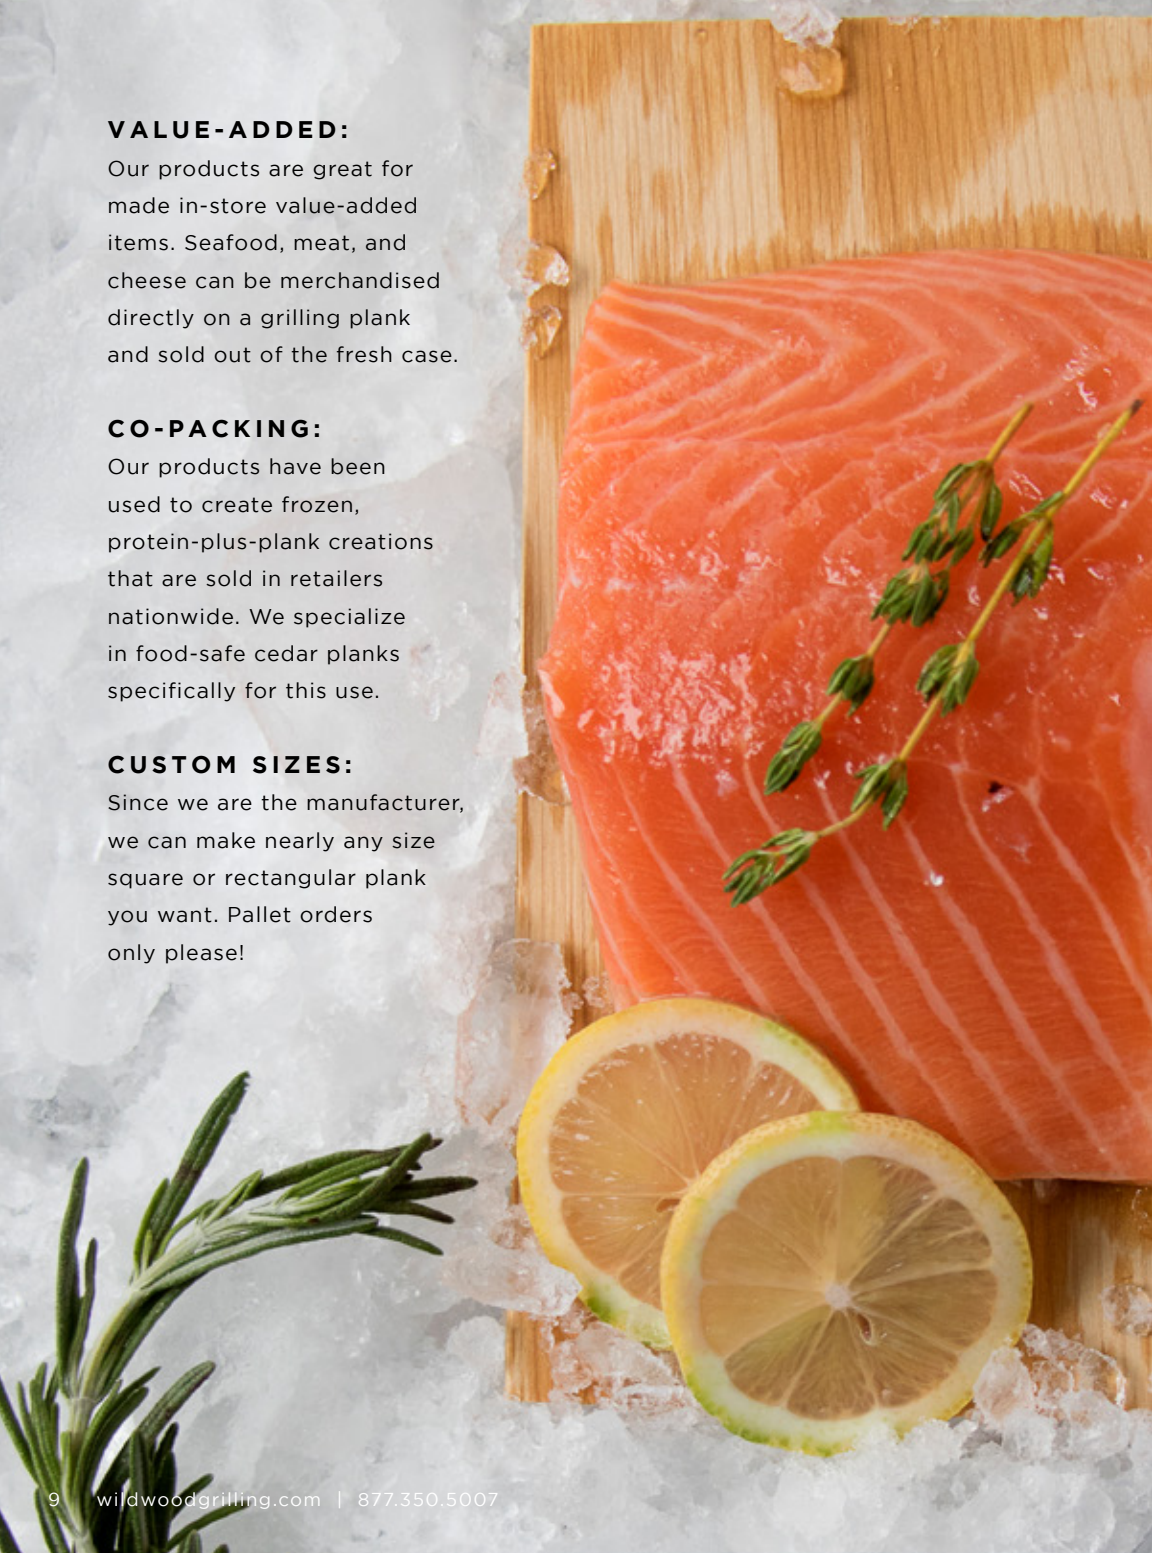 VALUE-ADDED:
Our products are great for
made in-store value-added
items. Seafood, meat, and
cheese can be merchandised
directly on a grilling plank
and sold out of the fresh case.
CO-PACKING:
Our products have been
used to create frozen,
protein-plus-plank creations
that are sold in retailers
nationwide. We specialize
in food-safe cedar planks
specifically for this use.
CUSTOM SIZES:
Since we are the manufacturer,
we can make nearly any size
square or rectangular plank
you want. Pallet orders
only please!
9 wildwoodgrilling.com | 877.350.5007